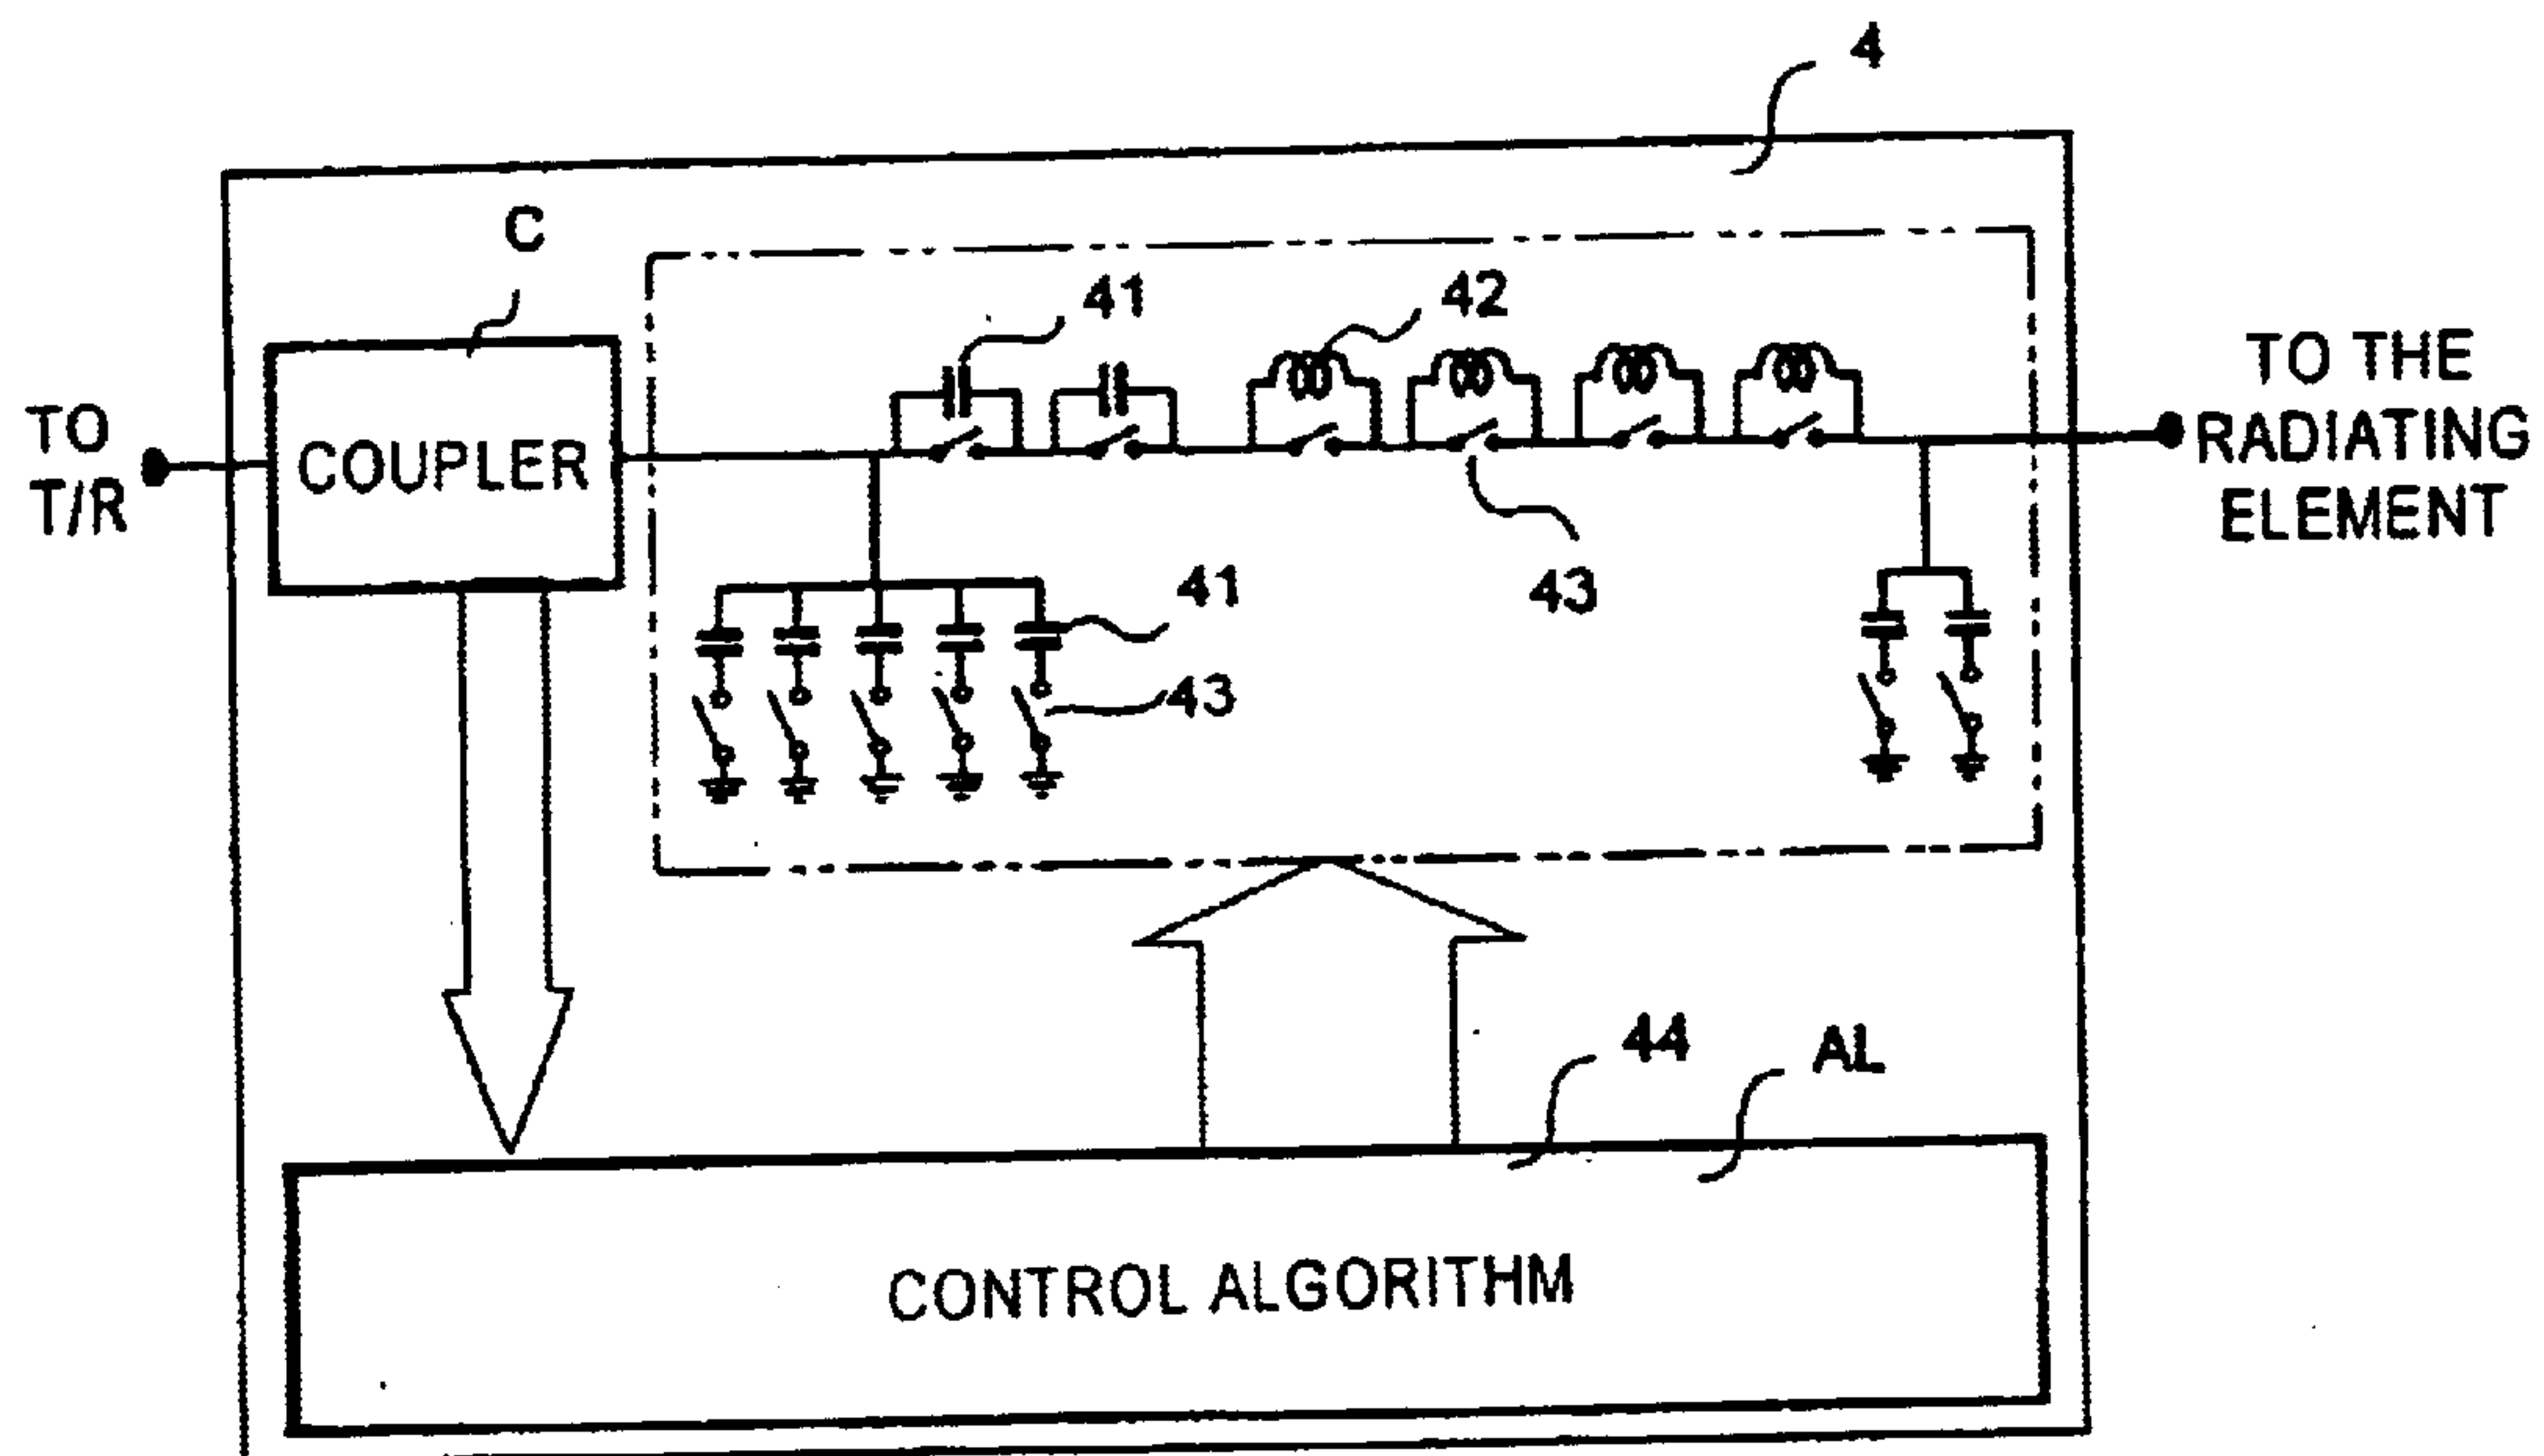 4
C
41
42
TO THE
RADIATING
ELEMENT
TO
T/R
COUPLER
41
43
43
44
AL
CONTROL ALGORITHM